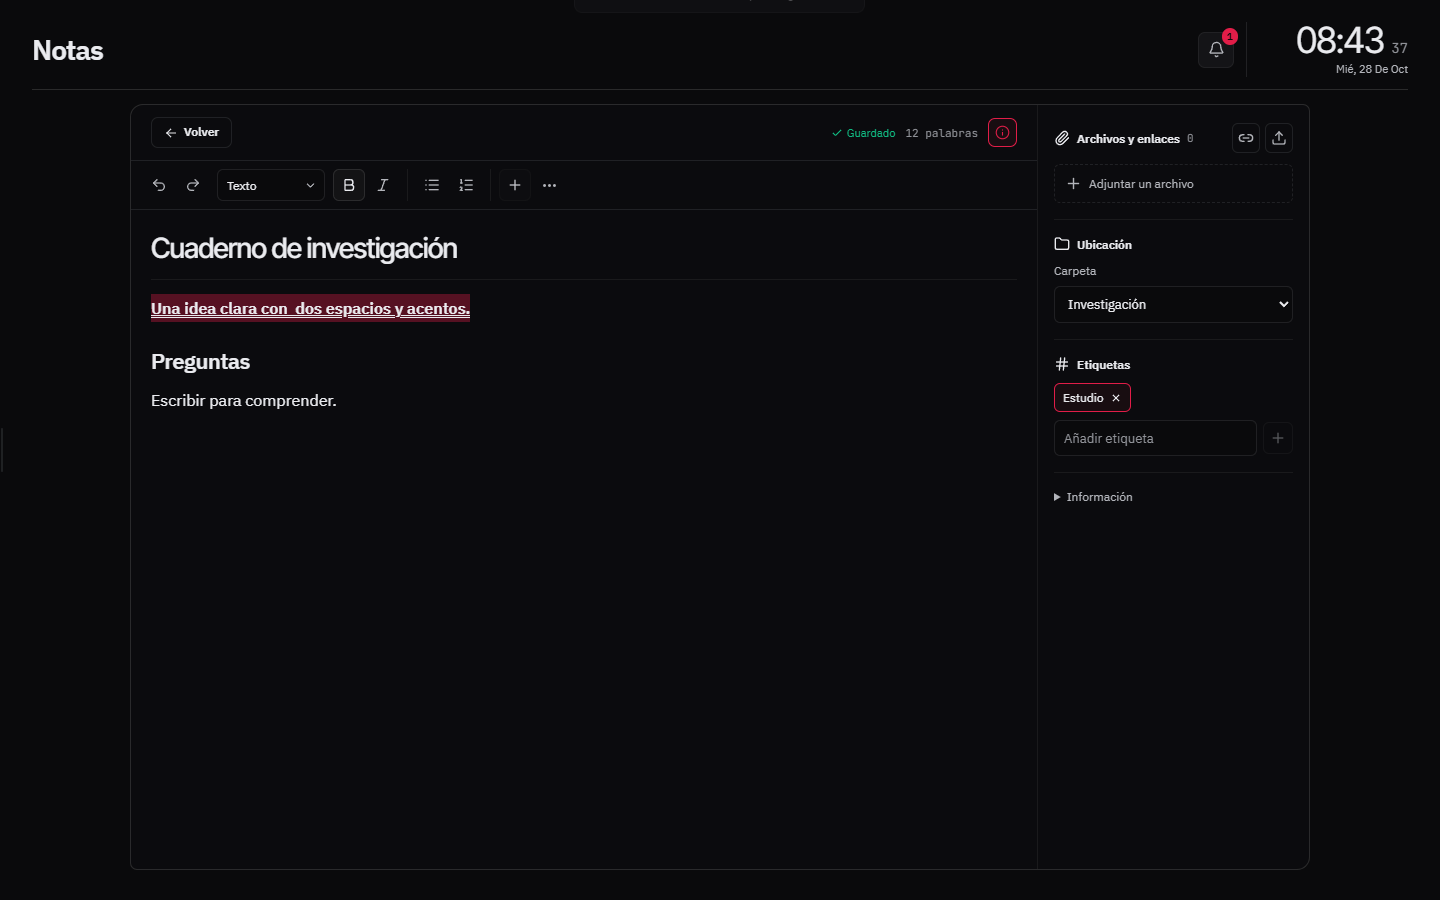 Notas
1
08:43 37
Mié, 28 De Oct
Volver
Guardado 12 palabras
Texto
B I
Cuaderno de investigación
Una idea clara con  dos espacios y acentos.
Preguntas
Escribir para comprender.
Archivos y enlaces 0
Adjuntar un archivo
Ubicación
Carpeta
Investigación
Etiquetas
Estudio
Añadir etiqueta
Información